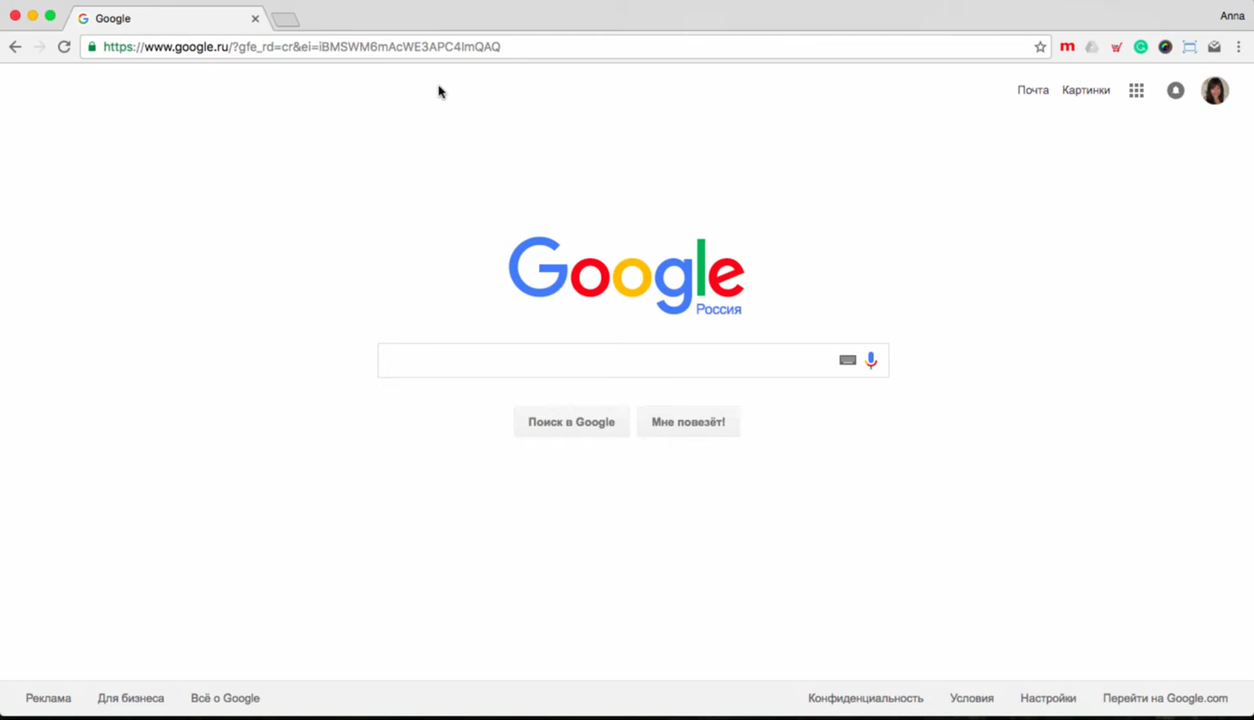 Google
Anna
https://www.google.ru/?gfe_rd=cr&ei=iBMSWM6mAcWE3APC4ImQAQ
m
Почта Картинки
Google
Россия
Поиск в Google Мне повезёт!
Реклама Для бизнеса Всё о Google Конфиденциальность Условия Настройки Перейти на Google.com